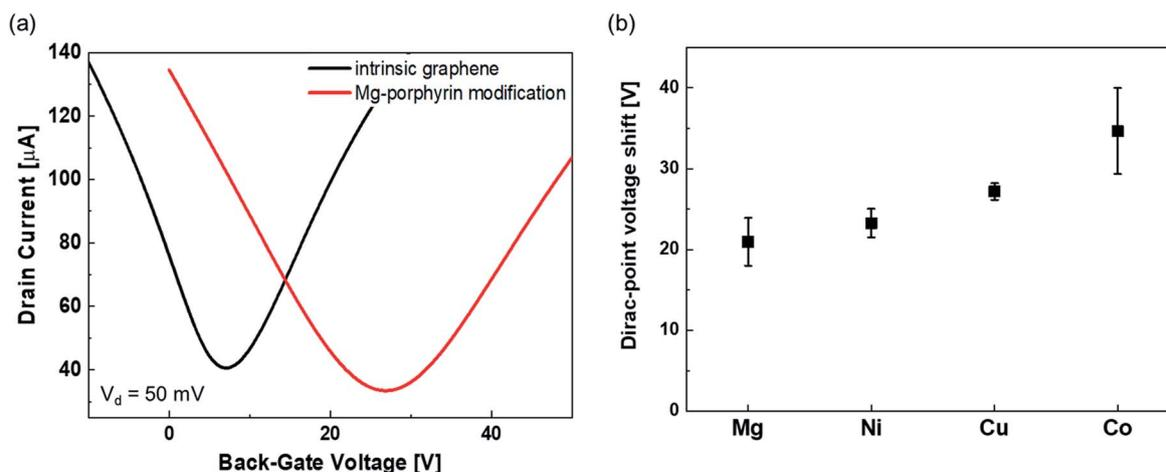 (a)
140
120
100
80
60
40
Drain Current [μA]
intrinsic graphene
Mg-porphyrin modification
V_d = 50 mV
0 20 40
Back-Gate Voltage [V]
(b)
40
30
20
10
0
Dirac-point voltage shift [V]
Mg Ni Cu Co